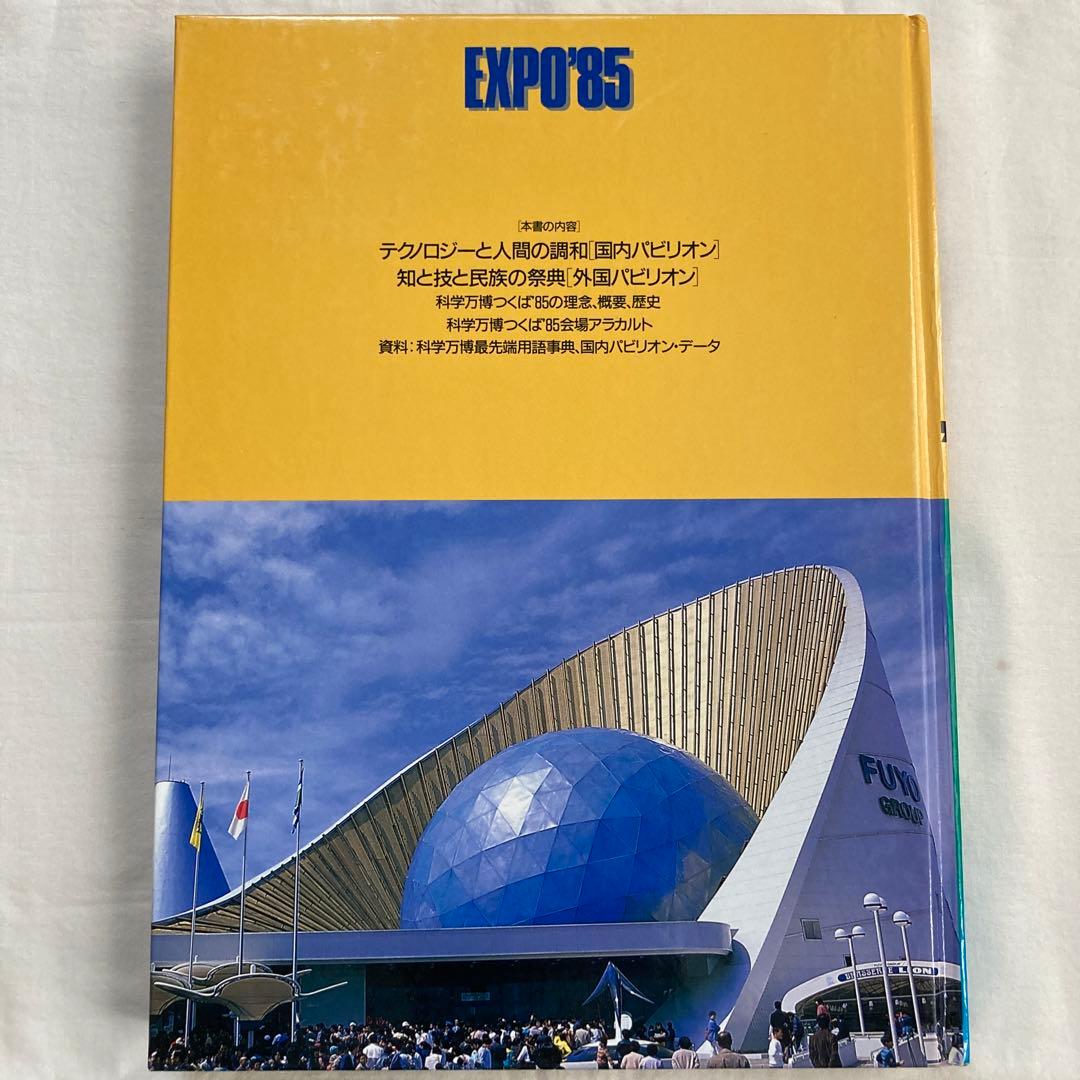 EXPO'85
[本書の内容]
テクノロジーと人間の調和[国内パビリオン]
知と技と民族の祭典[外国パビリオン]
科学万博つくば'85の理念、概要、歴史
科学万博つくば'85会場アラカルト
資料：科学万博最先端用語事典、国内パビリオン・データ
FUYO
GROUP
BRASSERIE LION